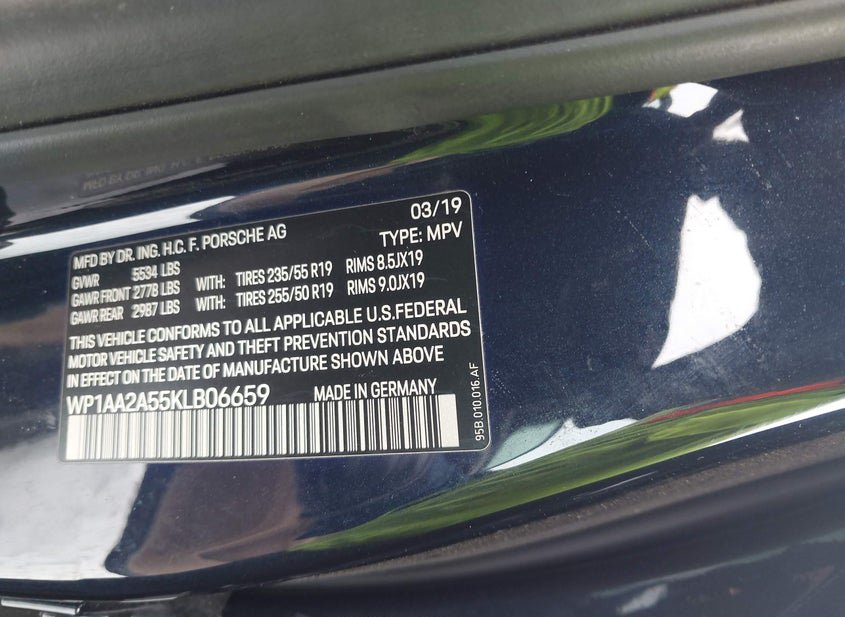 03/19
MFD BY DR. ING. H.C. F. PORSCHE AG TYPE: MPV
GVWR 5534 LBS
GAWR FRONT 2778 LBS WITH: TIRES 235/55 R19 RIMS 8.5JX19
GAWR REAR 2987 LBS WITH: TIRES 255/50 R19 RIMS 9.0JX19
THIS VEHICLE CONFORMS TO ALL APPLICABLE U.S.FEDERAL
MOTOR VEHICLE SAFETY AND THEFT PREVENTION STANDARDS
IN EFFECT ON THE DATE OF MANUFACTURE SHOWN ABOVE
WP1AA2A55KLB06659 MADE IN GERMANY
95B.010.016.AF